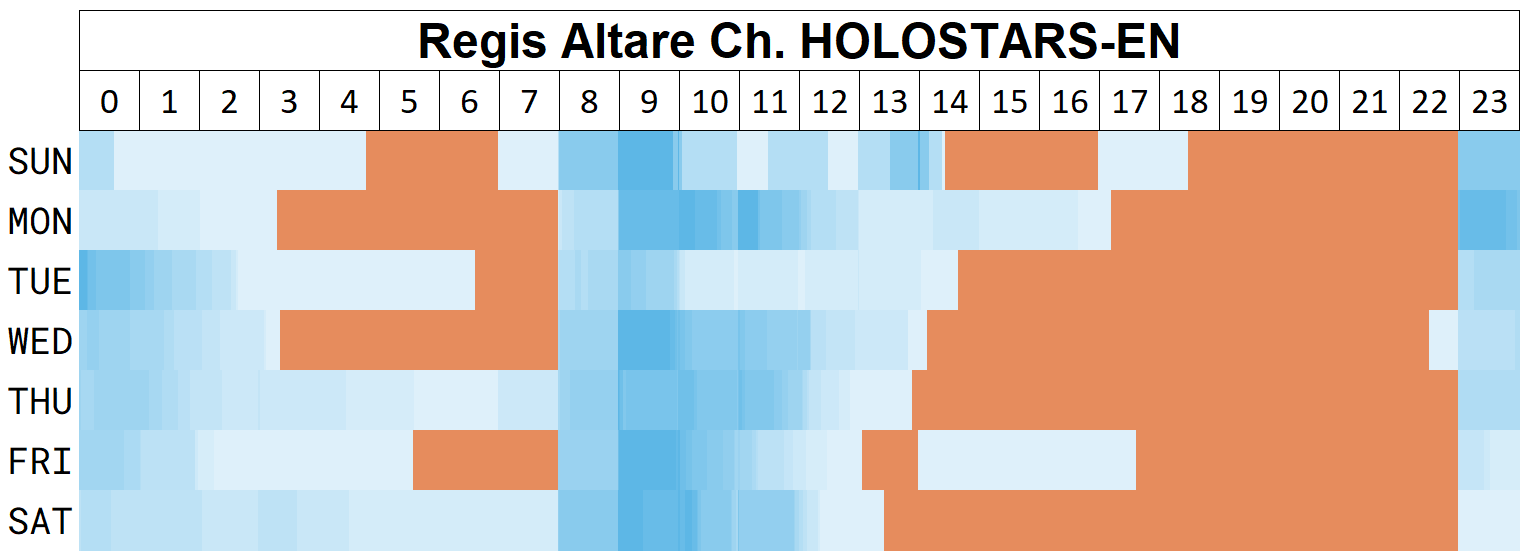 Regis Altare Ch. HOLOSTARS-EN
0 1 2 3 4 5 6 7 8 9 10 11 12 13 14 15 16 17 18 19 20 21 22 23
SUN
MON
TUE
WED
THU
FRI
SAT